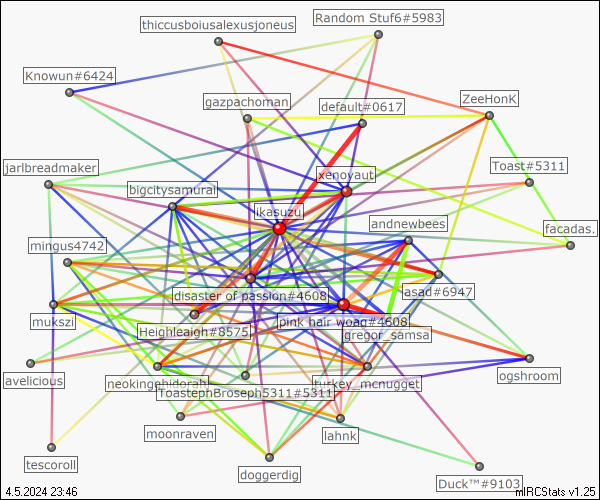 thiccusboiusalexusjoneus
Random Stuf6#5983
Knowun#6424
gazpachoman
default#0617
ZeeHonK
jarlbreadmaker
xenoyaut
Toast#5311
bigcitysamurai
ikasuzu
andnewbees
facadas.
mingus4742
disaster of passion#4608
asad#6947
mukszi
pink hair woag#4608
Heighleaigh#8575
gregor_samsa
avelicious
neokingghidorah
turkey_mcnugget
ogshroom
ToastephBroseph5311#5311
moonraven
lahnk
tescoroll
doggerdig
Duck™#9103
4.5.2024 23:46
mIRCStats v1.25